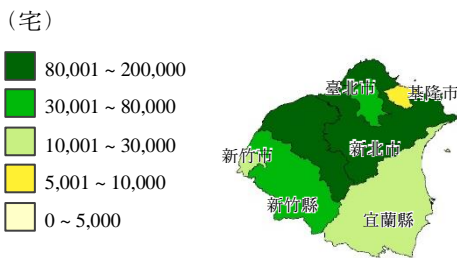 （宅）
80,001 ~ 200,000
30,001 ~ 80,000
10,001 ~ 30,000
5,001 ~ 10,000
0 ~ 5,000
臺北市
基隆市
新北市
新竹市
新竹縣
宜蘭縣